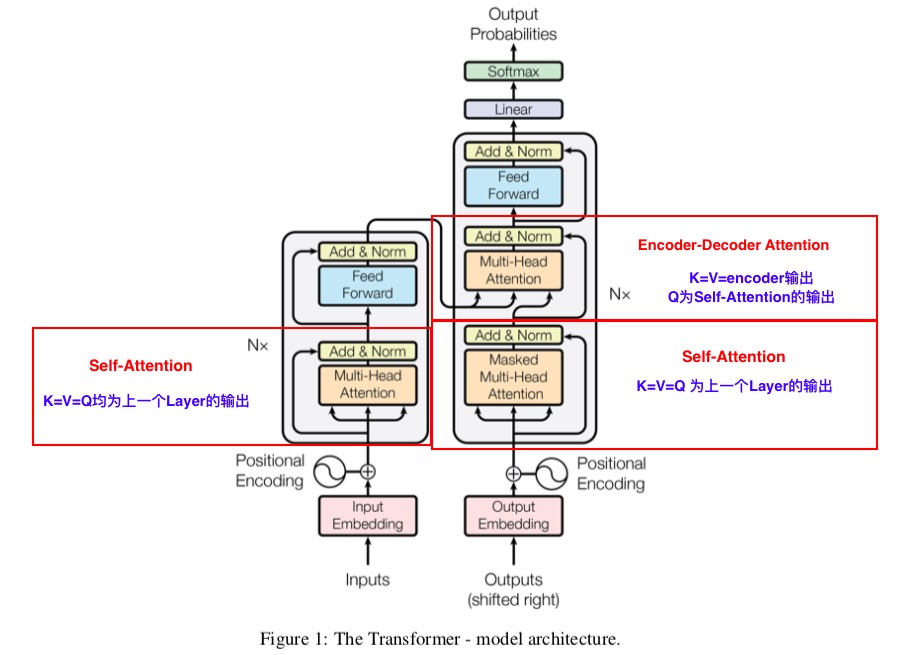 Output
Probabilities
Softmax
Linear
Add & Norm
Feed
Forward
Add & Norm
Multi-Head
Attention
Encoder-Decoder Attention
K=V=encoder输出
Q为Self-Attention的输出
N×
Add & Norm
Masked
Multi-Head
Attention
Self-Attention
K=V=Q 为上一个Layer的输出
Add & Norm
Feed
Forward
N×
Add & Norm
Multi-Head
Attention
Self-Attention
K=V=Q均为上一个Layer的输出
Positional
Encoding
Positional
Encoding
Input
Embedding
Output
Embedding
Inputs
Outputs
(shifted right)
Figure 1: The Transformer - model architecture.